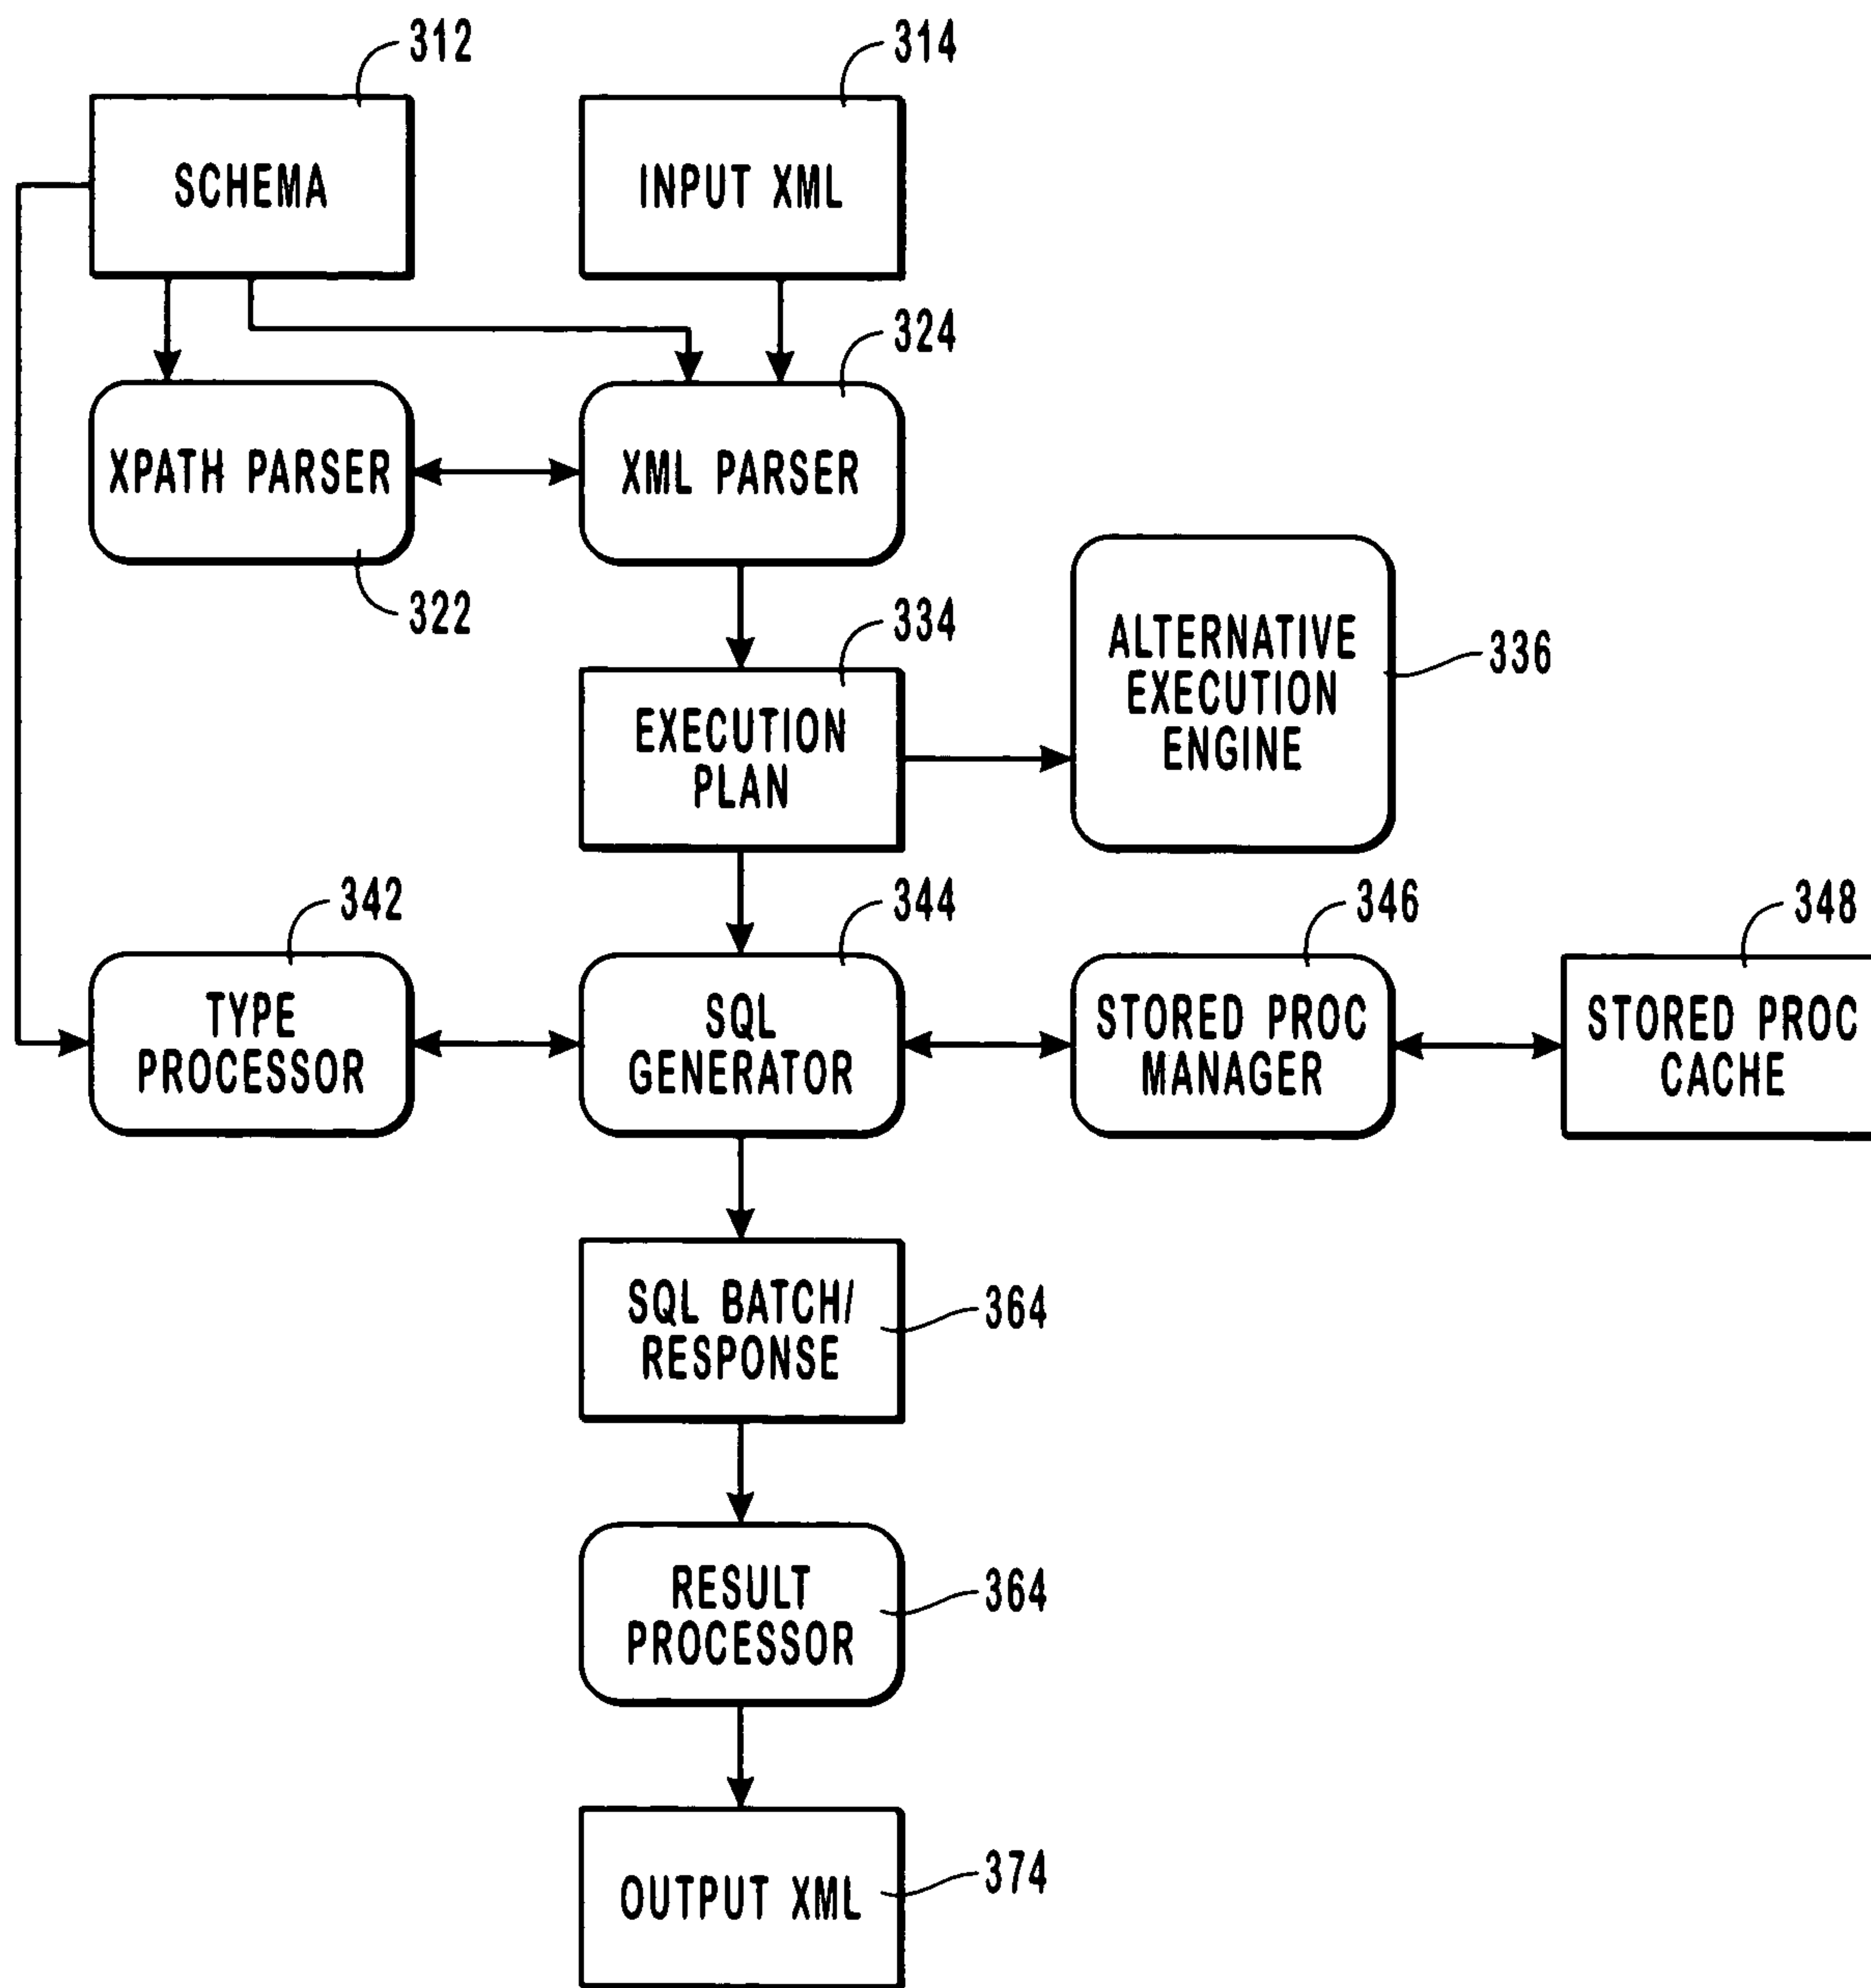 312
314
SCHEMA
INPUT XML
324
XPATH PARSER
XML PARSER
322
334
ALTERNATIVE
EXECUTION
ENGINE
336
EXECUTION
PLAN
342
344
346
348
TYPE
PROCESSOR
SQL
GENERATOR
STORED PROC
MANAGER
STORED PROC
CACHE
SQL BATCH/
RESPONSE
364
RESULT
PROCESSOR
364
OUTPUT XML
374